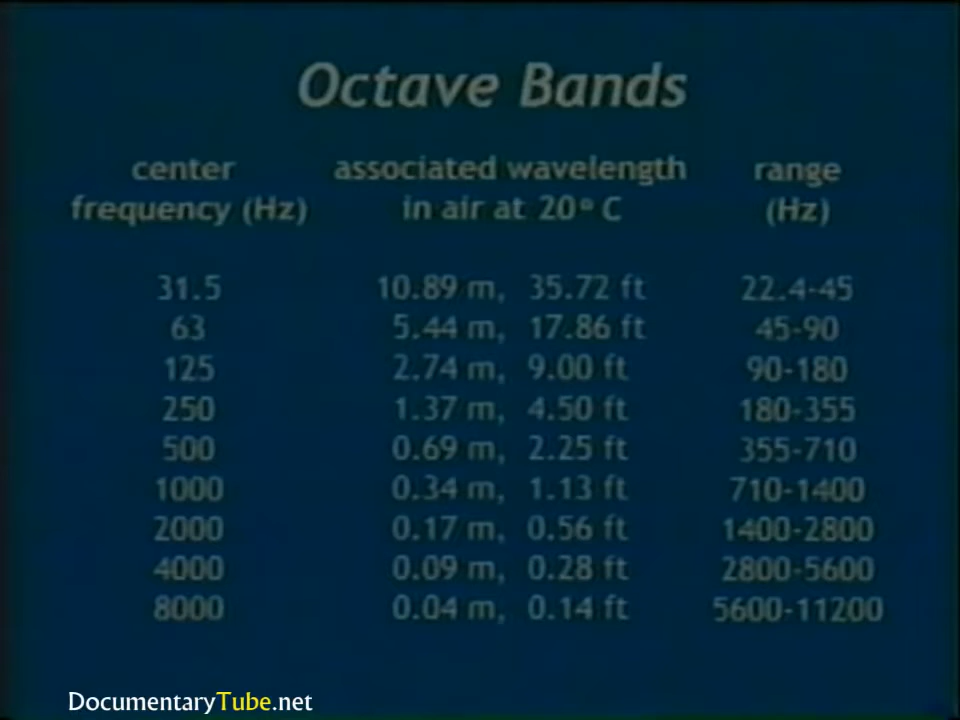 Octave Bands
center associated wavelength range
frequency (Hz) in air at 20° C (Hz)
31.5 10.89 m, 35.72 ft 22.4-45
63 5.44 m, 17.86 ft 45-90
125 2.74 m, 9.00 ft 90-180
250 1.37 m, 4.50 ft 180-355
500 0.69 m, 2.25 ft 355-710
1000 0.34 m, 1.13 ft 710-1400
2000 0.17 m, 0.56 ft 1400-2800
4000 0.09 m, 0.28 ft 2800-5600
8000 0.04 m, 0.14 ft 5600-11200
DocumentaryTube.net